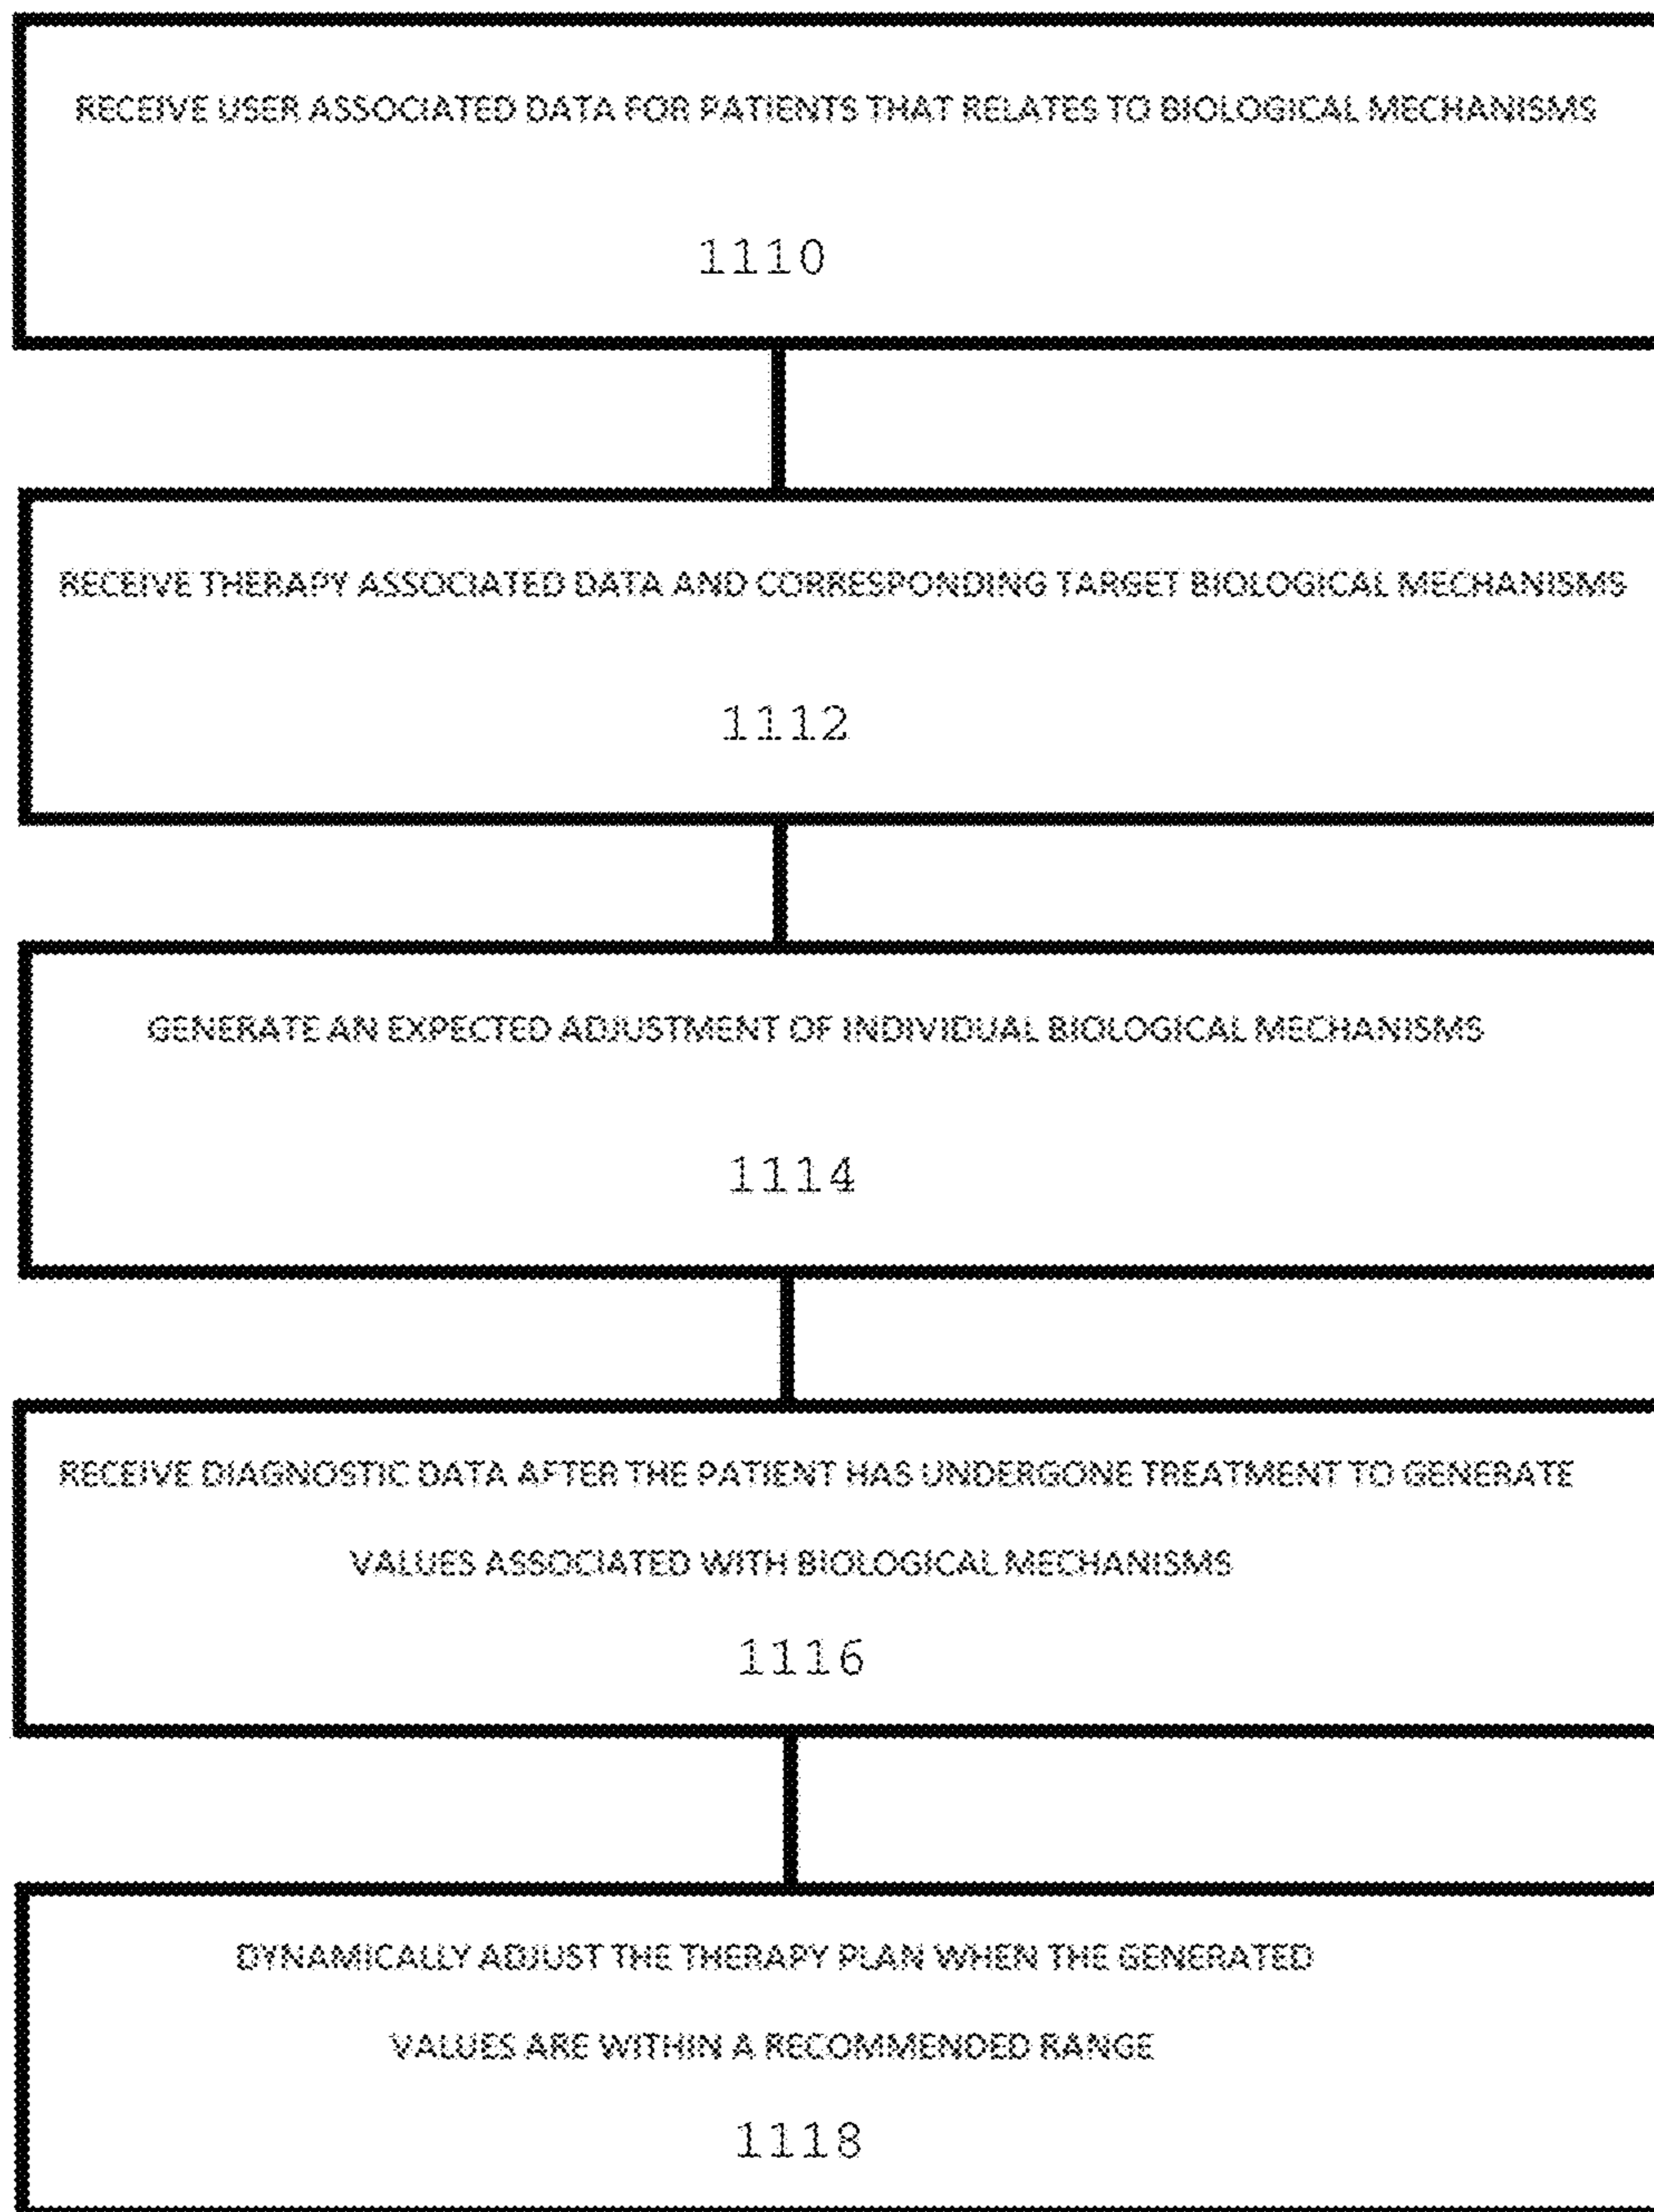 RECEIVE USER ASSOCIATED DATA FOR PATIENTS THAT RELATES TO BIOLOGICAL MECHANISMS
1110
RECEIVE THERAPY ASSOCIATED DATA AND CORRESPONDING TARGET BIOLOGICAL MECHANISMS
1112
GENERATE AN EXPECTED ADJUSTMENT OF INDIVIDUAL BIOLOGICAL MECHANISMS
1114
RECEIVE DIAGNOSTIC DATA AFTER THE PATIENT HAS UNDERGONE TREATMENT TO GENERATE
VALUES ASSOCIATED WITH BIOLOGICAL MECHANISMS
1116
DYNAMICALLY ADJUST THE THERAPY PLAN WHEN THE GENERATED
VALUES ARE WITHIN A RECOMMENDED RANGE
1118